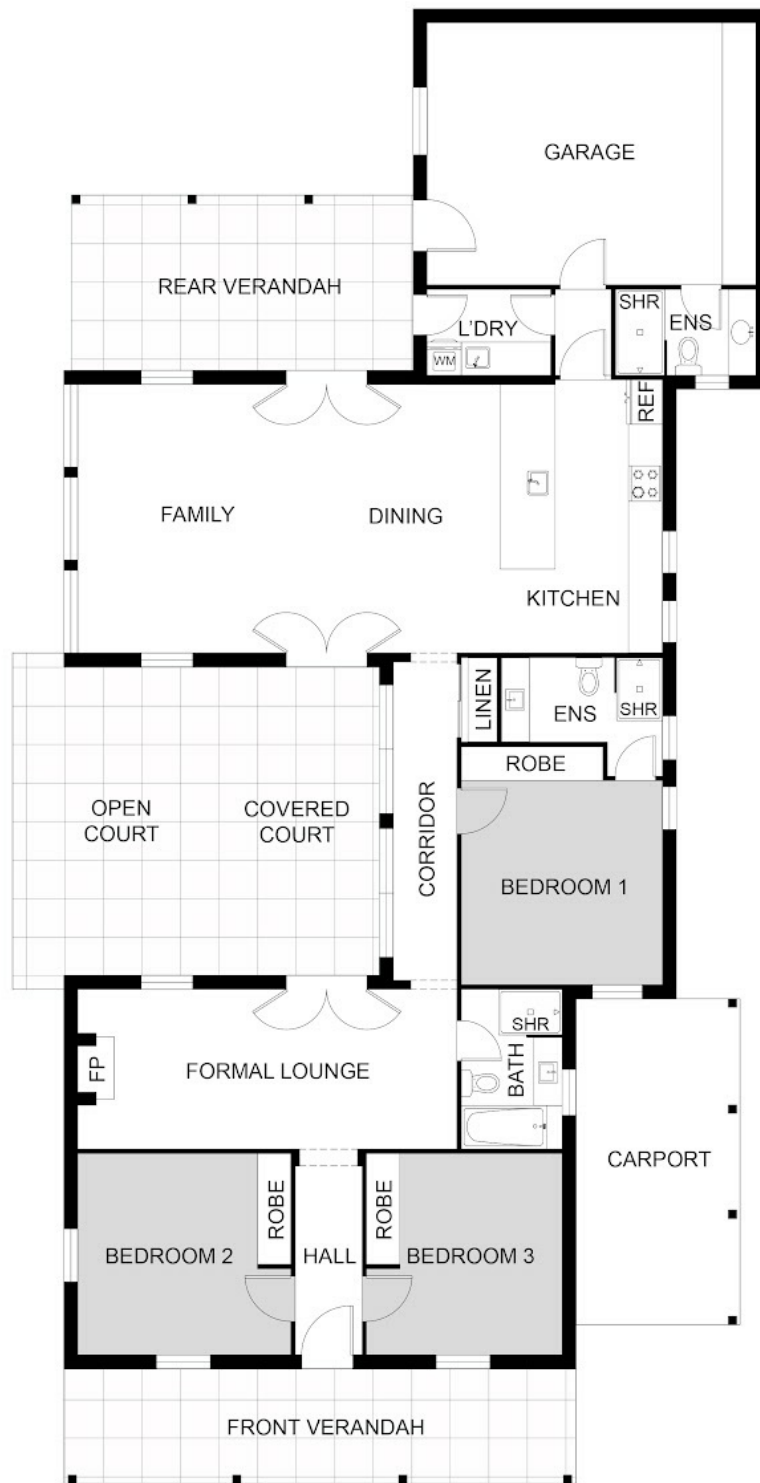 GARAGE
REAR VERANDAH
SHR
ENS
L'DRY
WM
REF
FAMILY
DINING
KITCHEN
LINEN
ENS
SHR
ROBE
OPEN
COURT
COVERED
COURT
CORRIDOR
BEDROOM 1
SHR
BATH
FP
FORMAL LOUNGE
CARPORT
ROBE
ROBE
BEDROOM 2
HALL
BEDROOM 3
FRONT VERANDAH